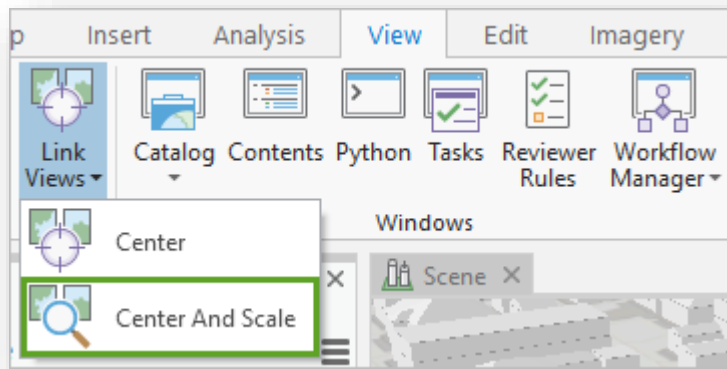 p Insert Analysis View Edit Imagery
Link Views Catalog Contents Python Tasks Reviewer Rules Workflow Manager
Windows
Center
Scene
Center And Scale